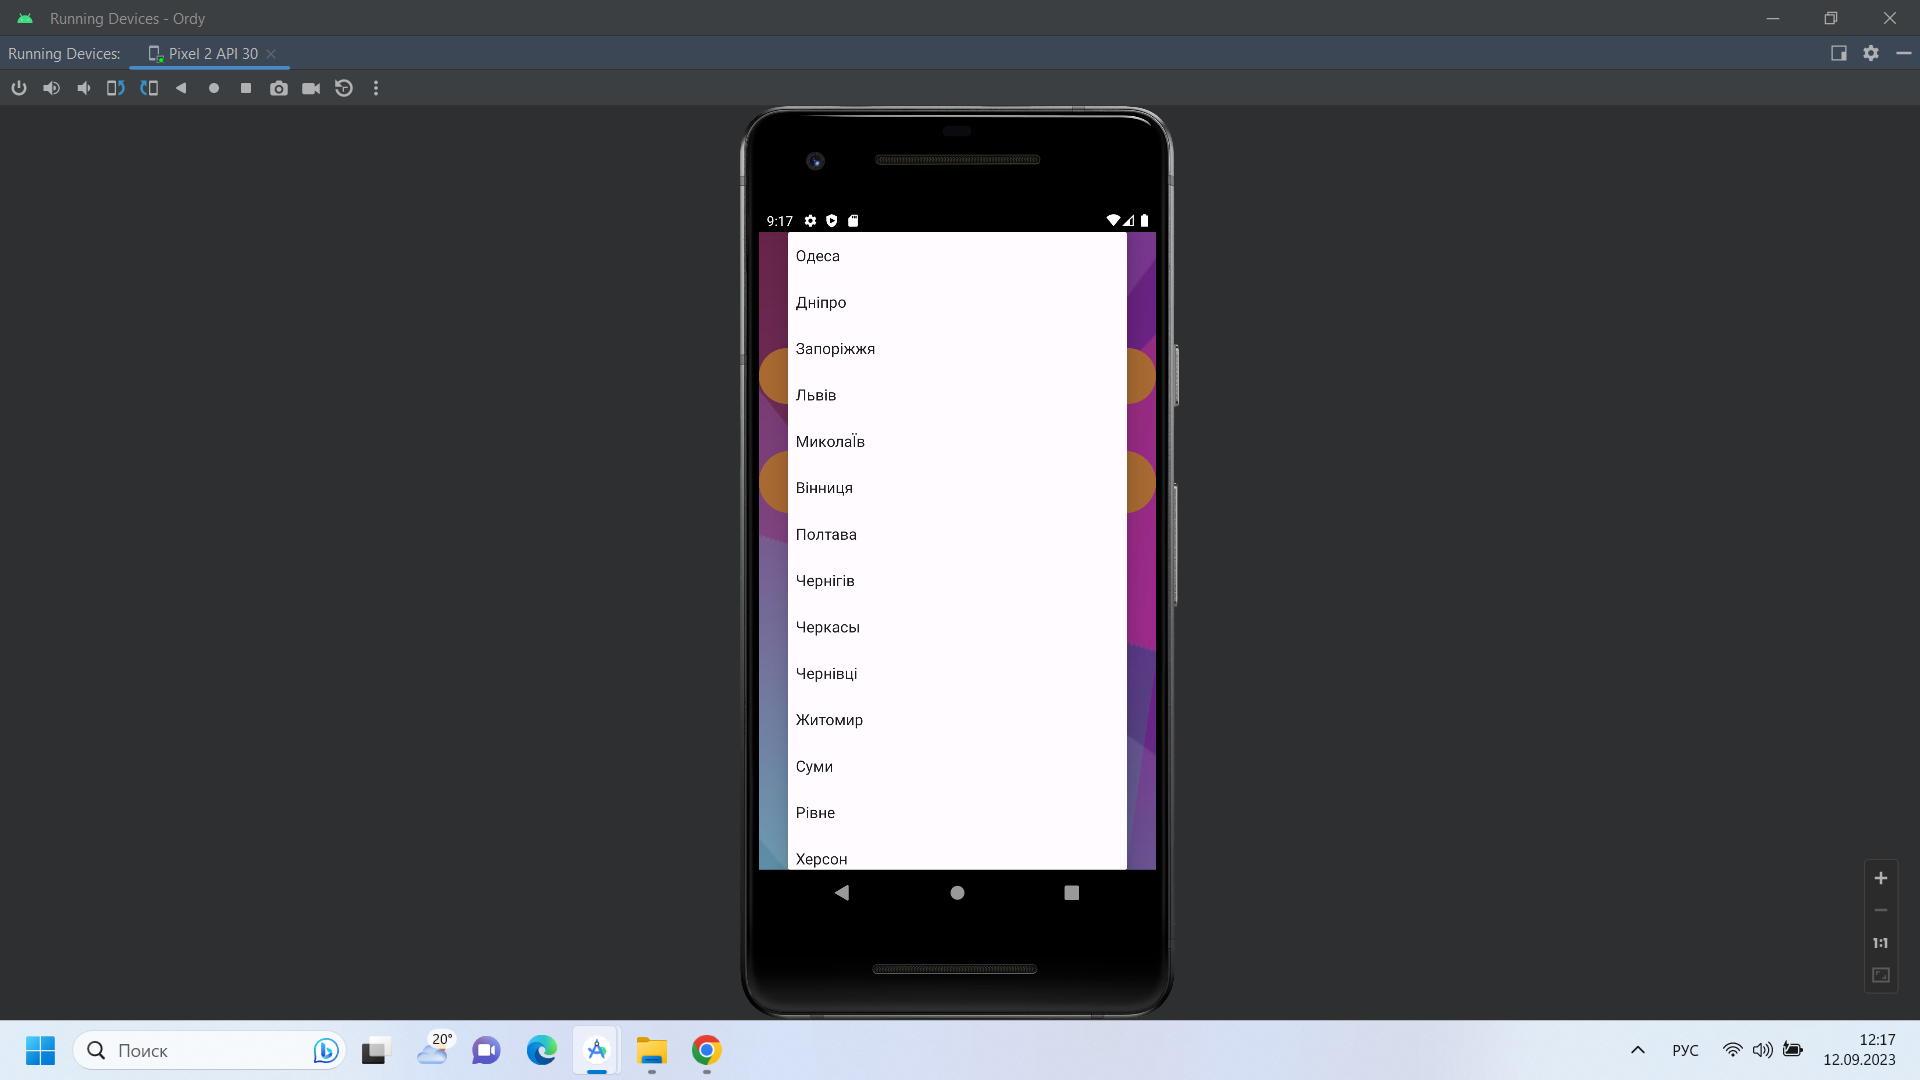 Running Devices - Ordy
Running Devices: Pixel 2 API 30
9:17
Одеса
Дніпро
Запоріжжя
Львів
МиколаЇв
Вінниця
Полтава
Чернігів
Черкасы
Чернівці
Житомир
Суми
Рівне
Херсон
1:1
Поиск
20°
РУС
12:17
12.09.2023